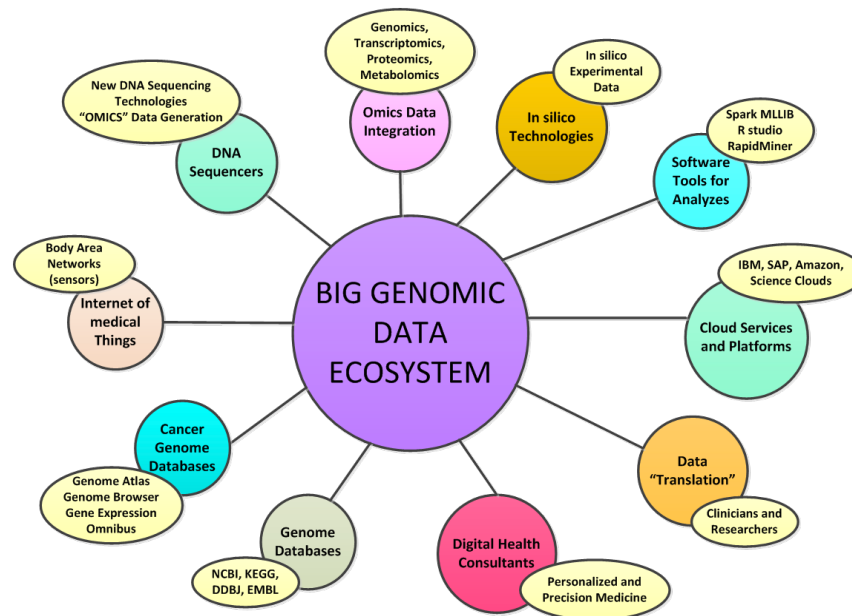 Genomics,
Transcriptomics,
Proteomics,
Metabolomics
Omics Data
Integration
In silico
Experimental
Data
In silico
Technologies
Spark MLLIB
R studio
RapidMiner
Software
Tools for
Analyzes
IBM, SAP, Amazon,
Science Clouds
Cloud Services
and Platforms
Data
“Translation”
Clinicians and
Researchers
Digital Health
Consultants
Personalized and
Precision Medicine
Genome
Databases
NCBI, KEGG,
DDBJ, EMBL
Cancer
Genome
Databases
Genome Atlas
Genome Browser
Gene Expression
Omnibus
Body Area
Networks
(sensors)
Internet of
medical
Things
New DNA Sequencing
Technologies
“OMICS” Data Generation
DNA
Sequencers
BIG GENOMIC
DATA
ECOSYSTEM